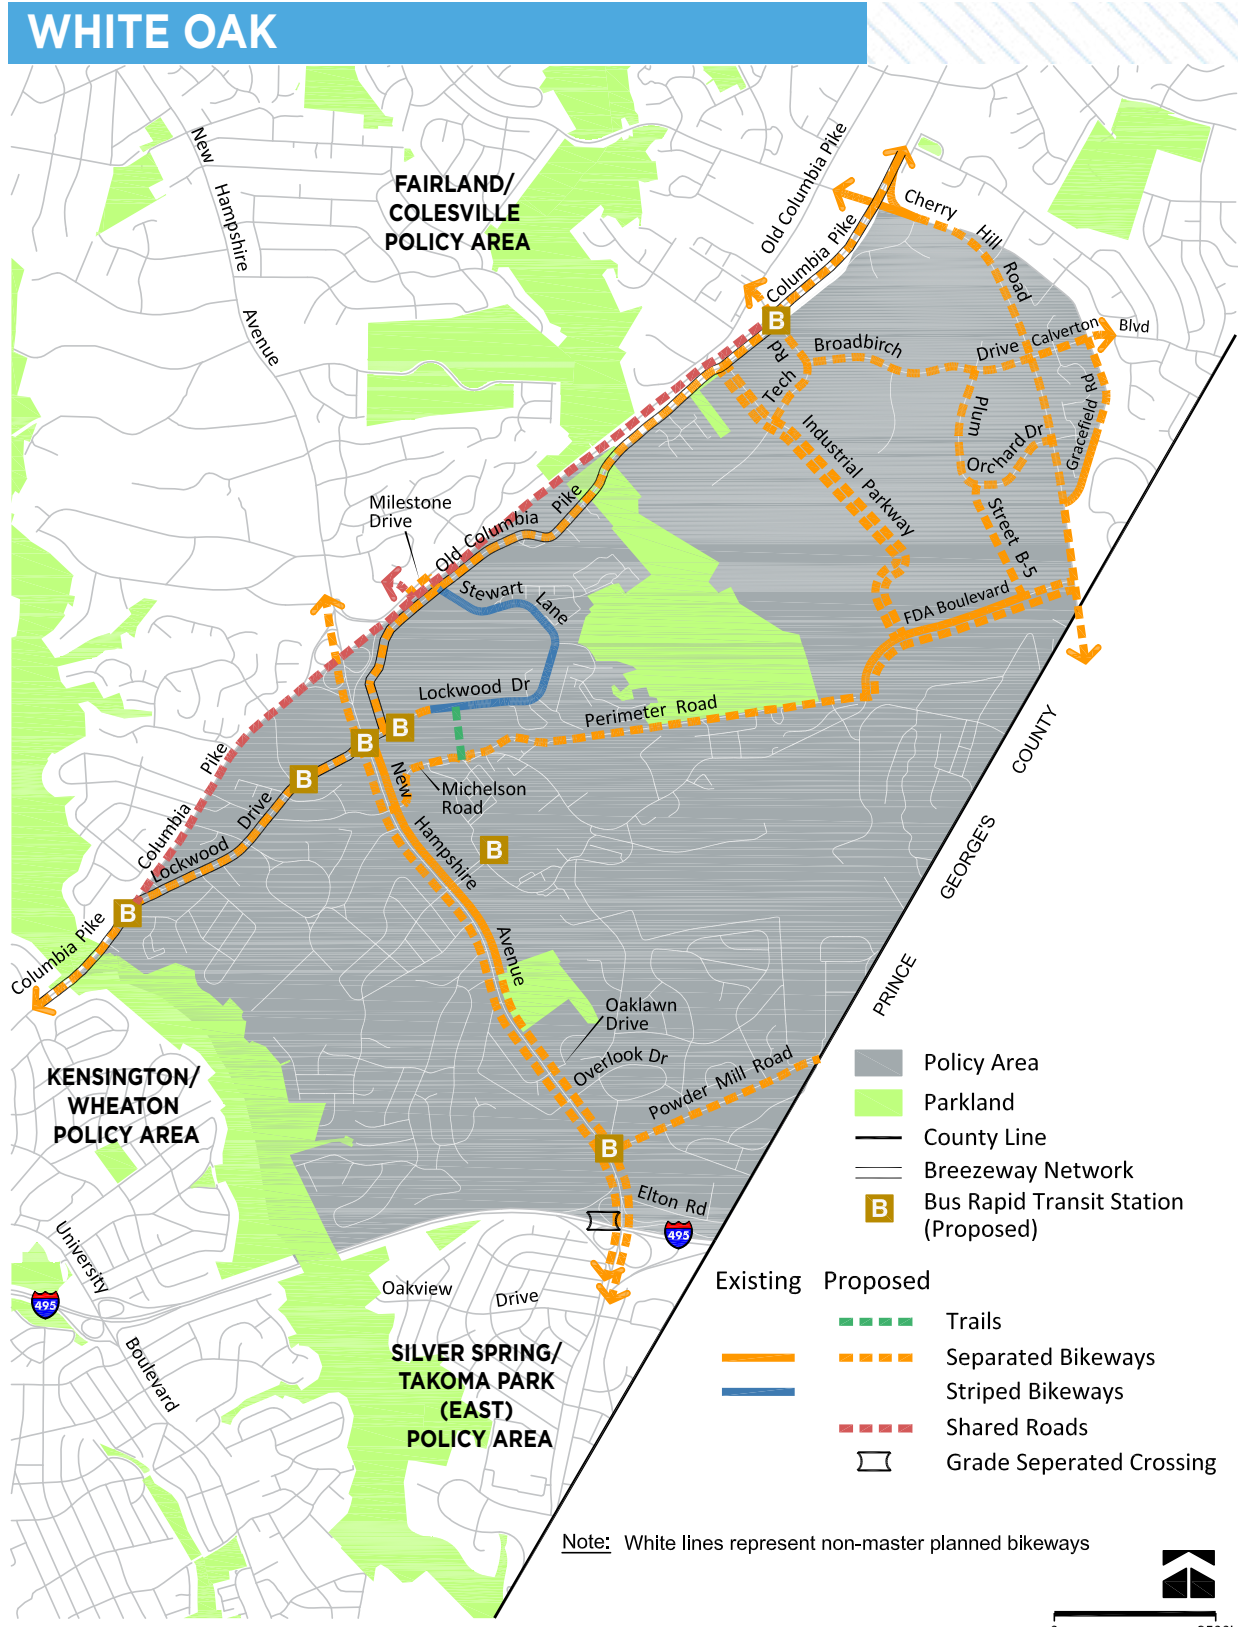 WHITE OAK
New
Hampshire
Avenue
FAIRLAND/
COLESVILLE
POLICY AREA
Old Columbia Pike
Columbia Pike
Cherry
Hill
Road
Calverton
Blvd
Broadbirch
Drive
Tech
Rd
Plum
Orchard Dr
Gracefield Rd
Industrial Parkway
Street B-5
FDA Boulevard
Milestone
Drive
Old Columbia
Pike
Stewart
Lane
Lockwood Dr
Perimeter Road
Michelson
Road
New
Hampshire
Avenue
B
B
B
B
B
B
B
Columbia
Pike
Lockwood
Drive
Columbia Pike
COUNTY
GEORGE'S
PRINCE
Oaklawn
Drive
Overlook Dr
Powder Mill Road
Elton Rd
495
KENSINGTON/
WHEATON
POLICY AREA
University
Boulevard
495
Oakview
Drive
SILVER SPRING/
TAKOMA PARK
(EAST)
POLICY AREA
Policy Area
Parkland
County Line
Breezeway Network
B Bus Rapid Transit Station
(Proposed)
Existing Proposed
Trails
Separated Bikeways
Striped Bikeways
Shared Roads
Grade Seperated Crossing
Note: White lines represent non-master planned bikeways